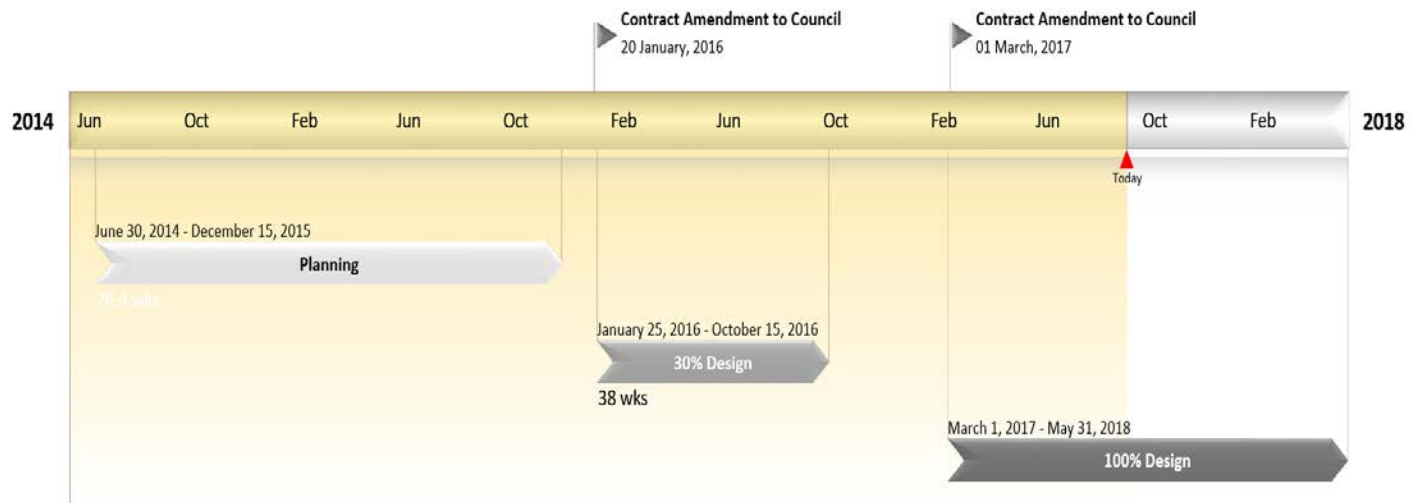 Contract Amendment to Council
20 January, 2016
Contract Amendment to Council
01 March, 2017
2014 Jun Oct Feb Jun Oct Feb Jun Oct Feb Jun Oct Feb 2018
Today
June 30, 2014 - December 15, 2015
Planning
wks
January 25, 2016 - October 15, 2016
30% Design
38 wks
March 1, 2017 - May 31, 2018
100% Design